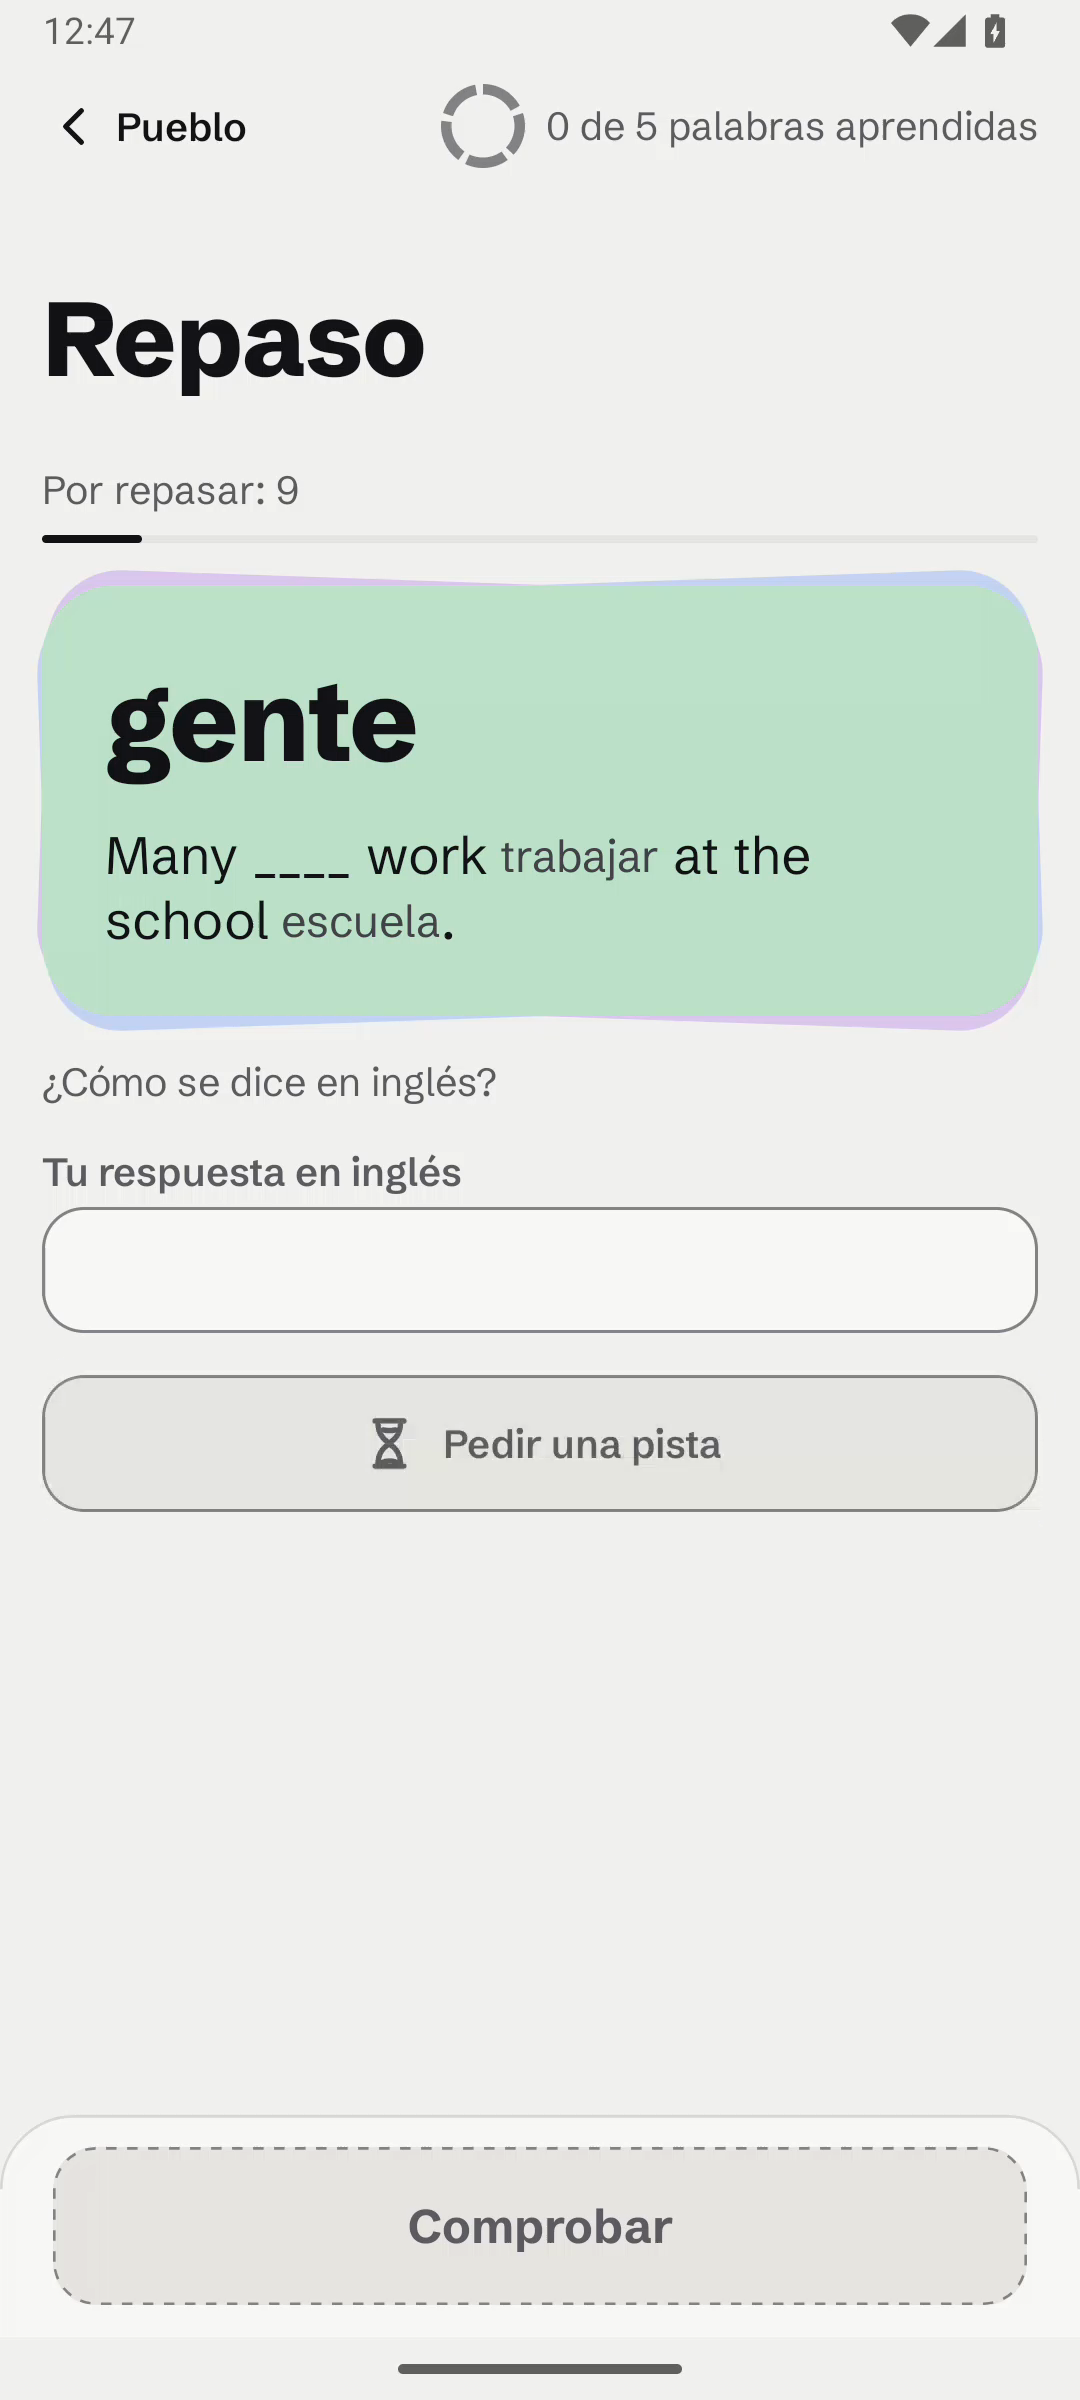 12:47
Pueblo
0 de 5 palabras aprendidas
Repaso
Por repasar: 9
gente
Many ____ work trabajar at the
school escuela.
¿Cómo se dice en inglés?
Tu respuesta en inglés
Pedir una pista
Comprobar